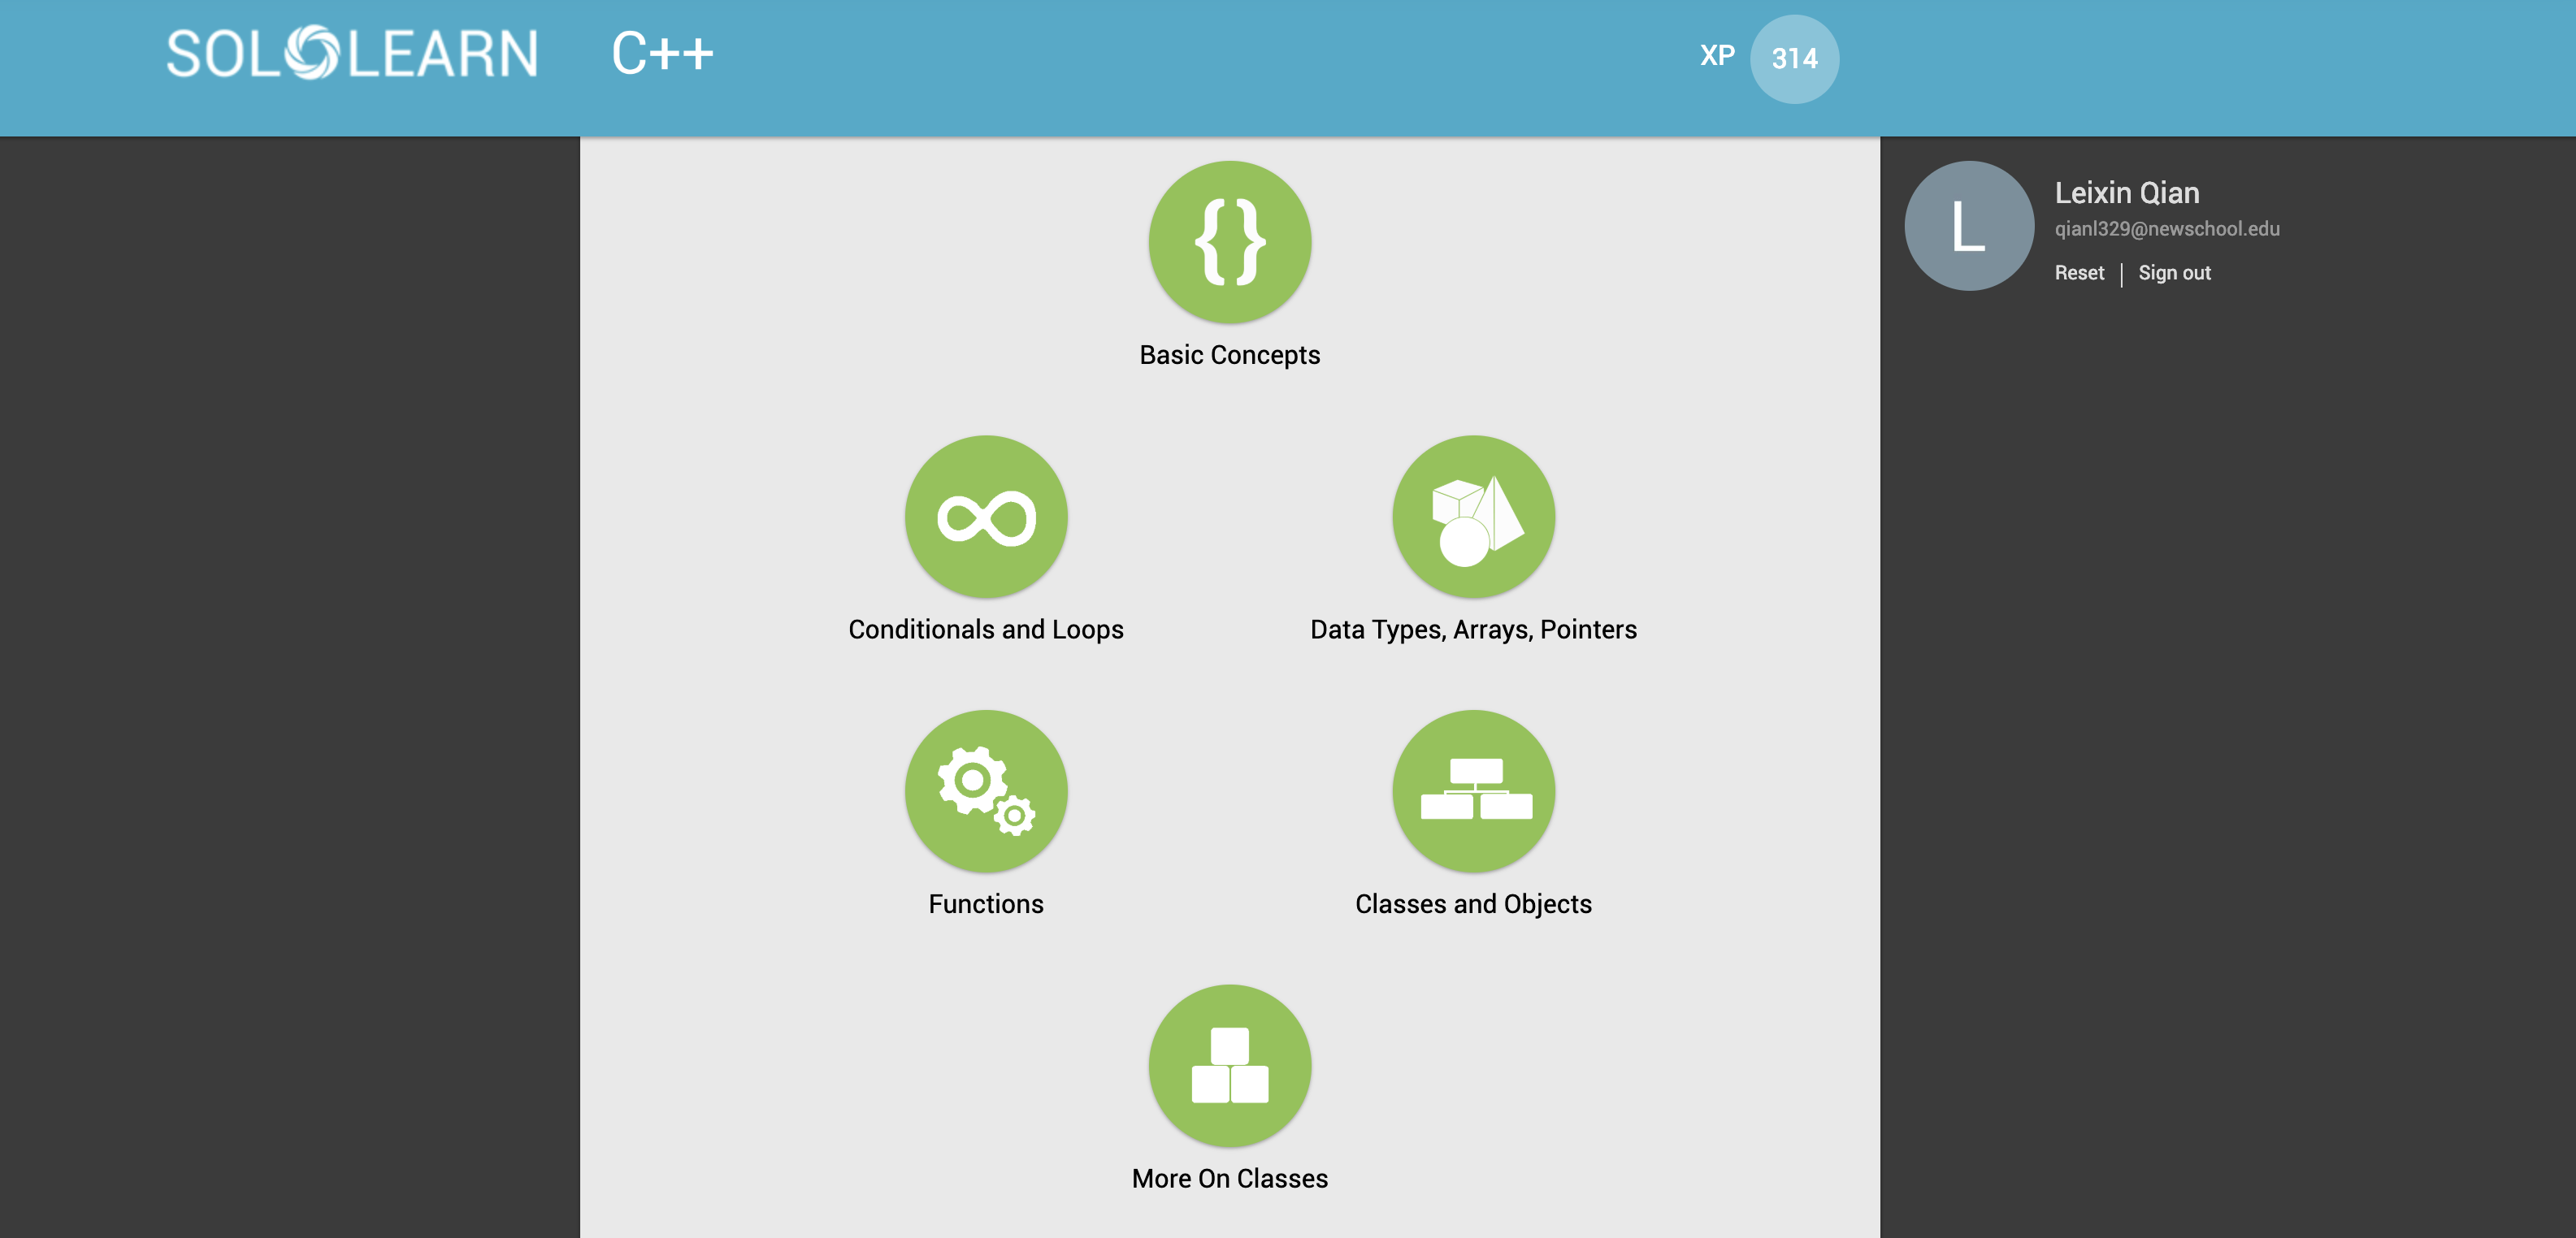 SOLOLEARN C++ XP 314
Leixin Qian
qianl329@newschool.edu
Reset | Sign out
L
{}
Basic Concepts
Conditionals and Loops Data Types, Arrays, Pointers
Functions Classes and Objects
More On Classes